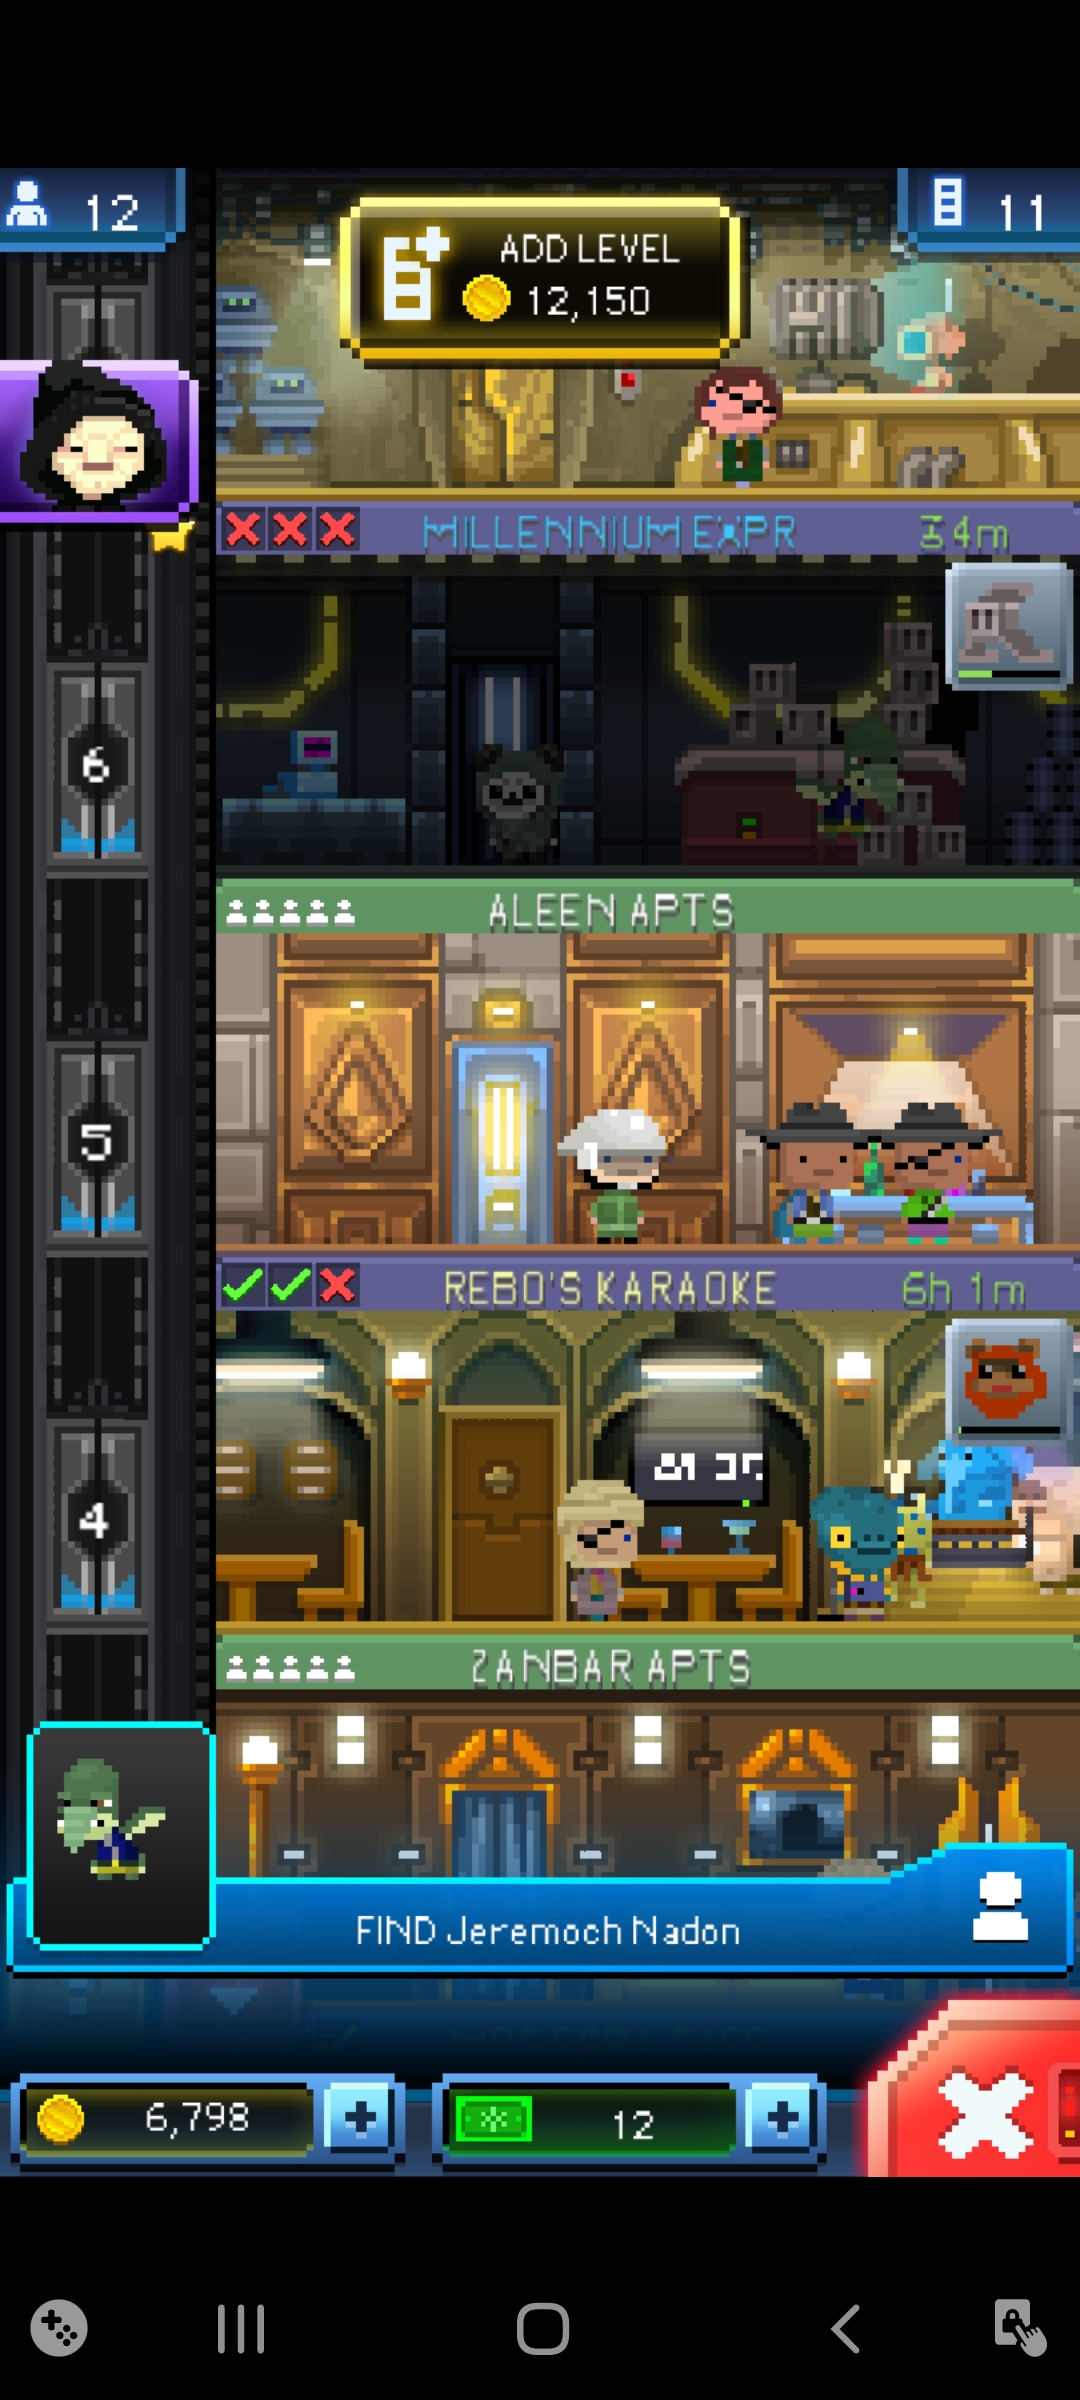 12
11
ADD LEVEL
12,150
MILLENNIUM EXPR
4m
6
ALEEN APTS
5
REBO'S KARAOKE
6h 1m
4
ZANBAR APTS
FIND Jeremoch Nadon
6,798
12